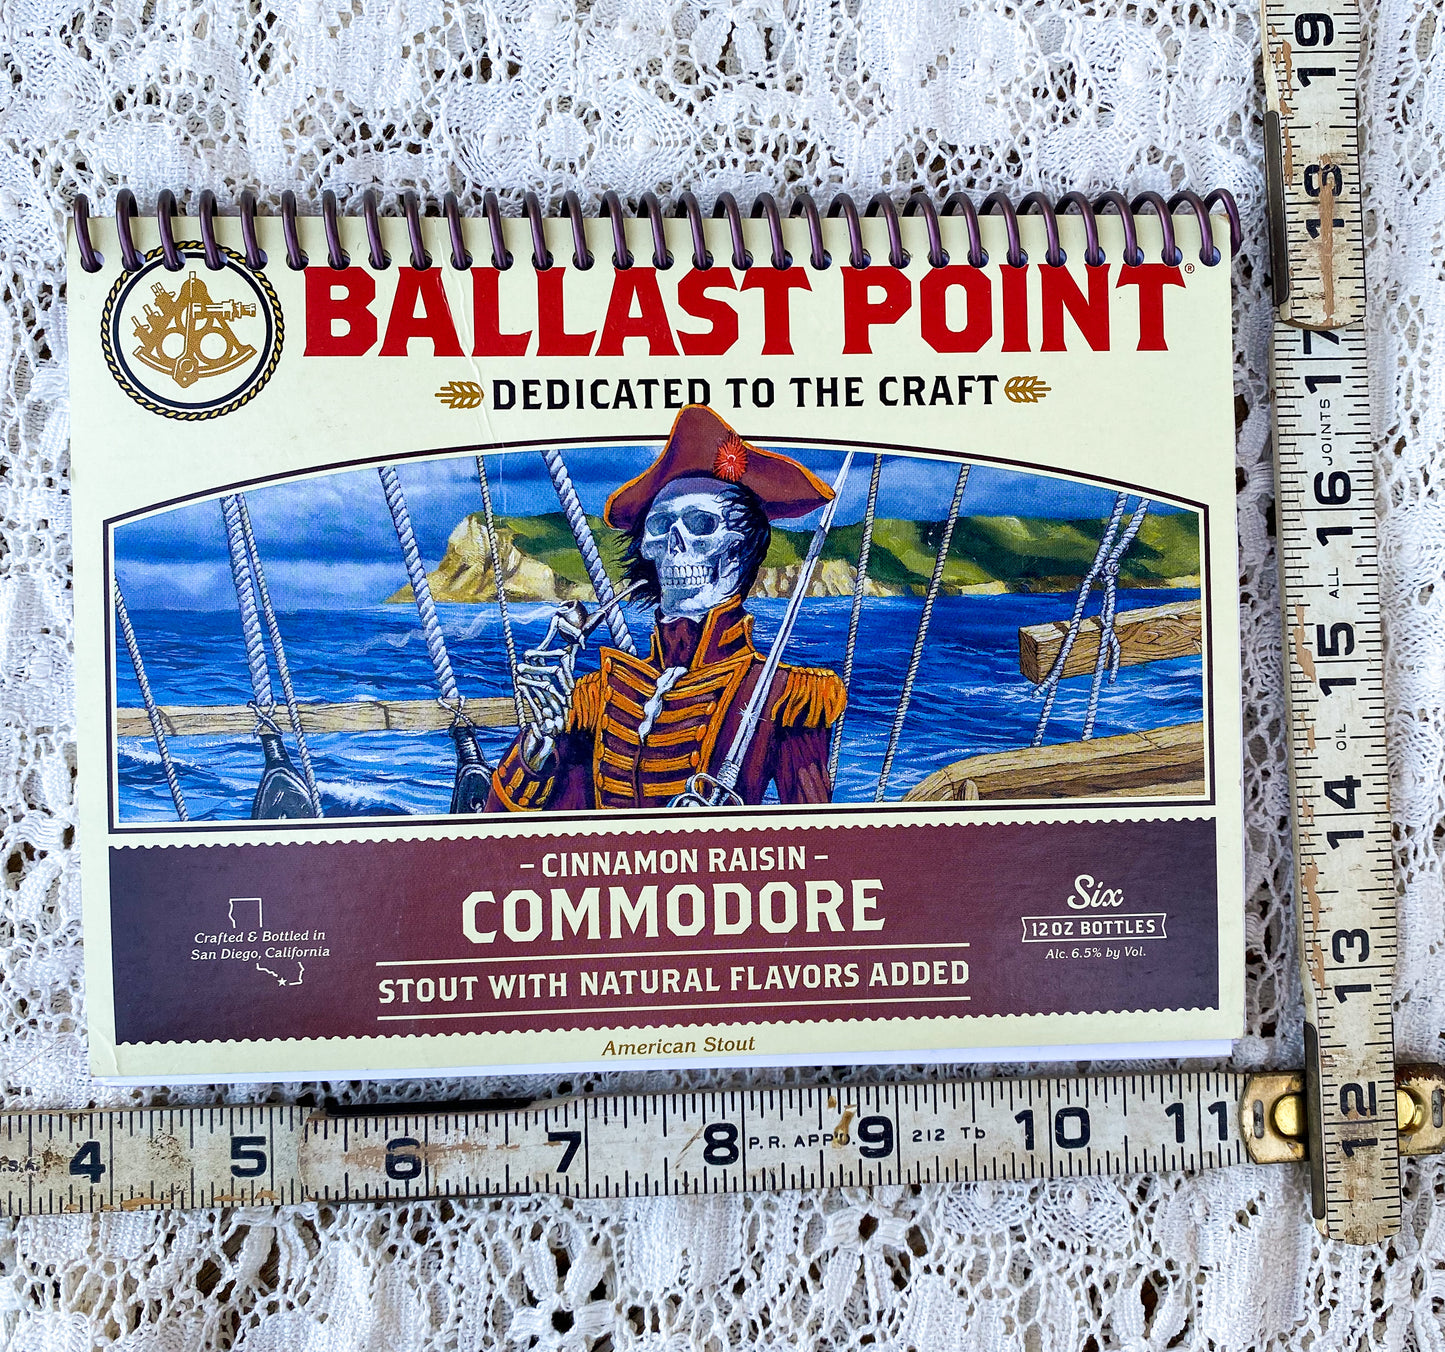 BALLAST POINT®
DEDICATED TO THE CRAFT
– CINNAMON RAISIN –
COMMODORE
STOUT WITH NATURAL FLAVORS ADDED
Crafted & Bottled in
San Diego, California
Six
12 OZ BOTTLES
Alc. 6.5% by Vol.
American Stout
4 5 6 7 8 P.R. APP'D. 9 212 Tb 10 11
12 13 14 OIL 15 ALL 16 JOINTS 17 18 19